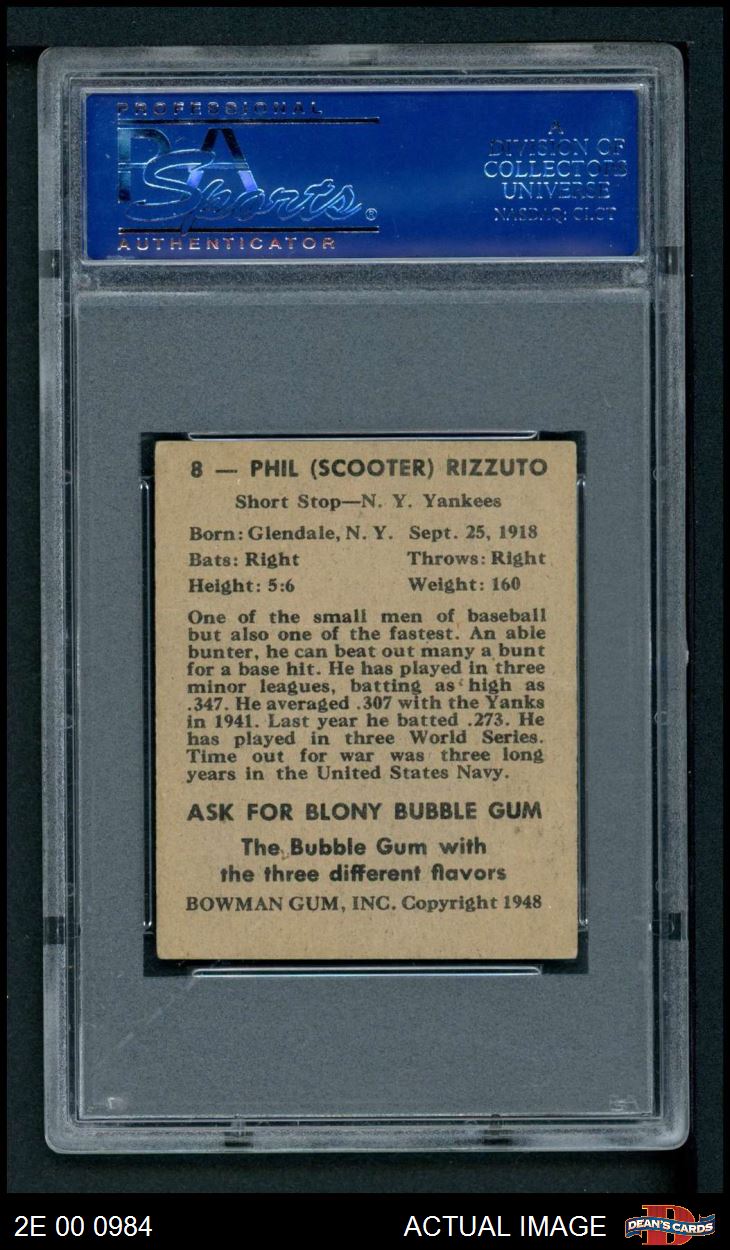 PROFESSIONAL
PSA
Sports®
AUTHENTICATOR
A
DIVISION OF
COLLECTORS
UNIVERSE
NASDAQ: CLCT
8 — PHIL (SCOOTER) RIZZUTO
Short Stop—N. Y. Yankees
Born: Glendale, N. Y. Sept. 25, 1918
Bats: Right Throws: Right
Height: 5:6 Weight: 160
One of the small men of baseball
but also one of the fastest. An able
bunter, he can beat out many a bunt
for a base hit. He has played in three
minor leagues, batting as high as
.347. He averaged .307 with the Yanks
in 1941. Last year he batted .273. He
has played in three World Series.
Time out for war was three long
years in the United States Navy.
ASK FOR BLONY BUBBLE GUM
The Bubble Gum with
the three different flavors
BOWMAN GUM, INC. Copyright 1948
2E 00 0984 ACTUAL IMAGE
D
DEAN'S CARDS